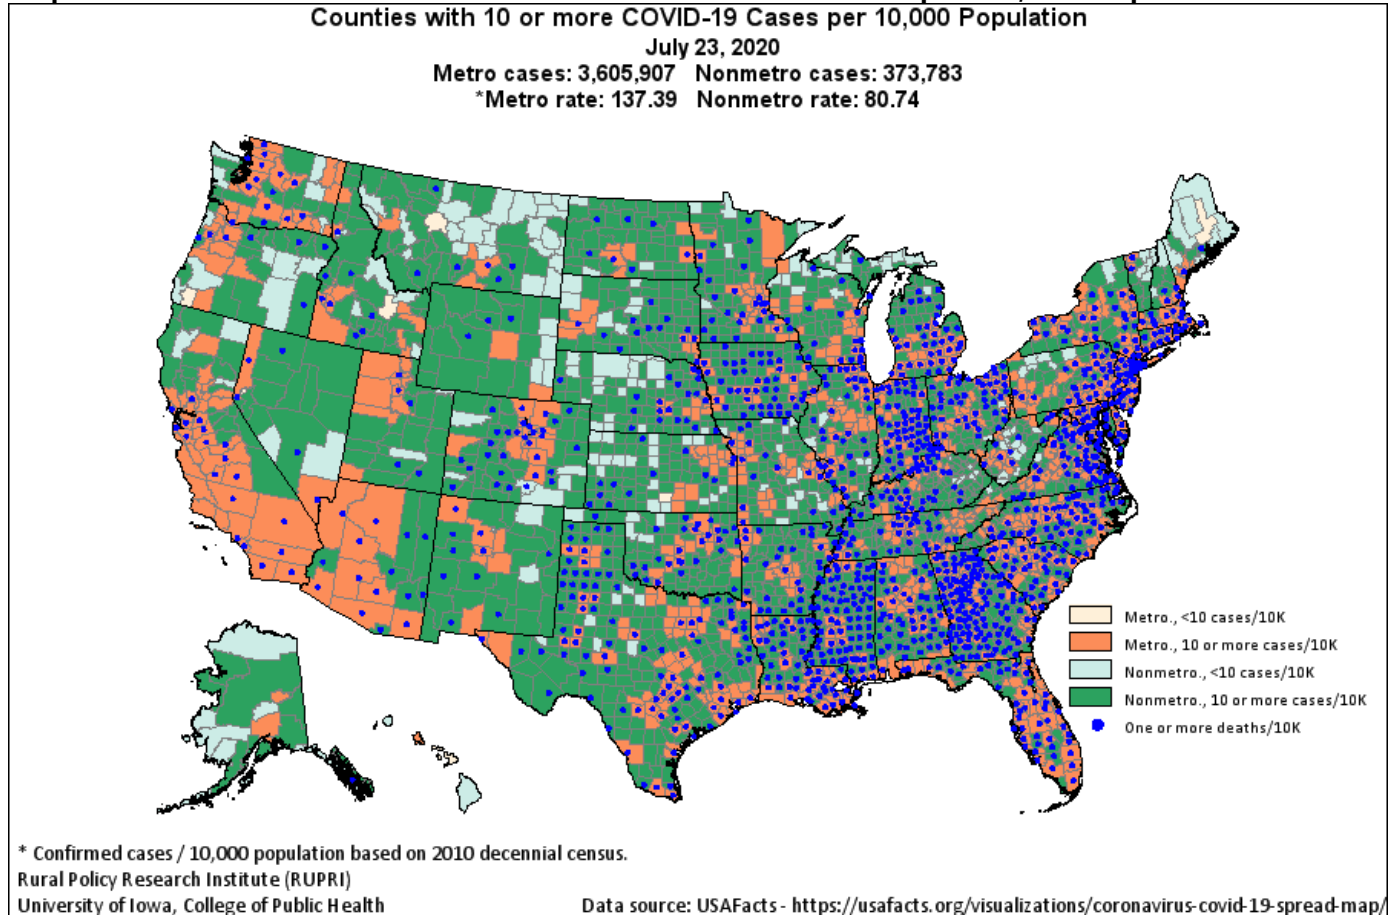 Counties with 10 or more COVID-19 Cases per 10,000 Population
July 23, 2020
Metro cases: 3,605,907 Nonmetro cases: 373,783
*Metro rate: 137.39 Nonmetro rate: 80.74
Metro., <10 cases/10K
Metro., 10 or more cases/10K
Nonmetro., <10 cases/10K
Nonmetro., 10 or more cases/10K
One or more deaths/10K
* Confirmed cases / 10,000 population based on 2010 decennial census.
Rural Policy Research Institute (RUPRI)
University of Iowa, College of Public Health
Data source: USAFacts - https://usafacts.org/visualizations/coronavirus-covid-19-spread-map/